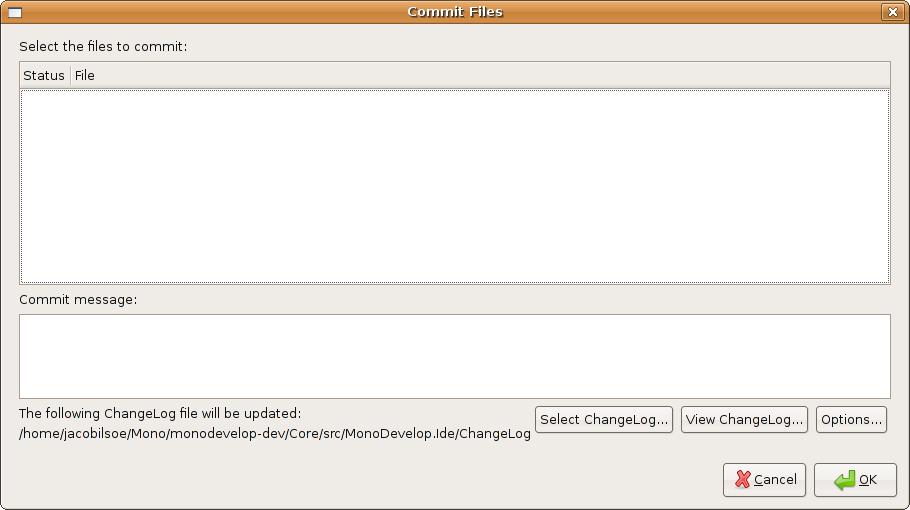 Commit Files
Select the files to commit:
Status File
Commit message:
The following ChangeLog file will be updated:
/home/jacobilsoe/Mono/monodevelop-dev/Core/src/MonoDevelop.Ide/ChangeLog
Select ChangeLog... View ChangeLog... Options...
Cancel OK